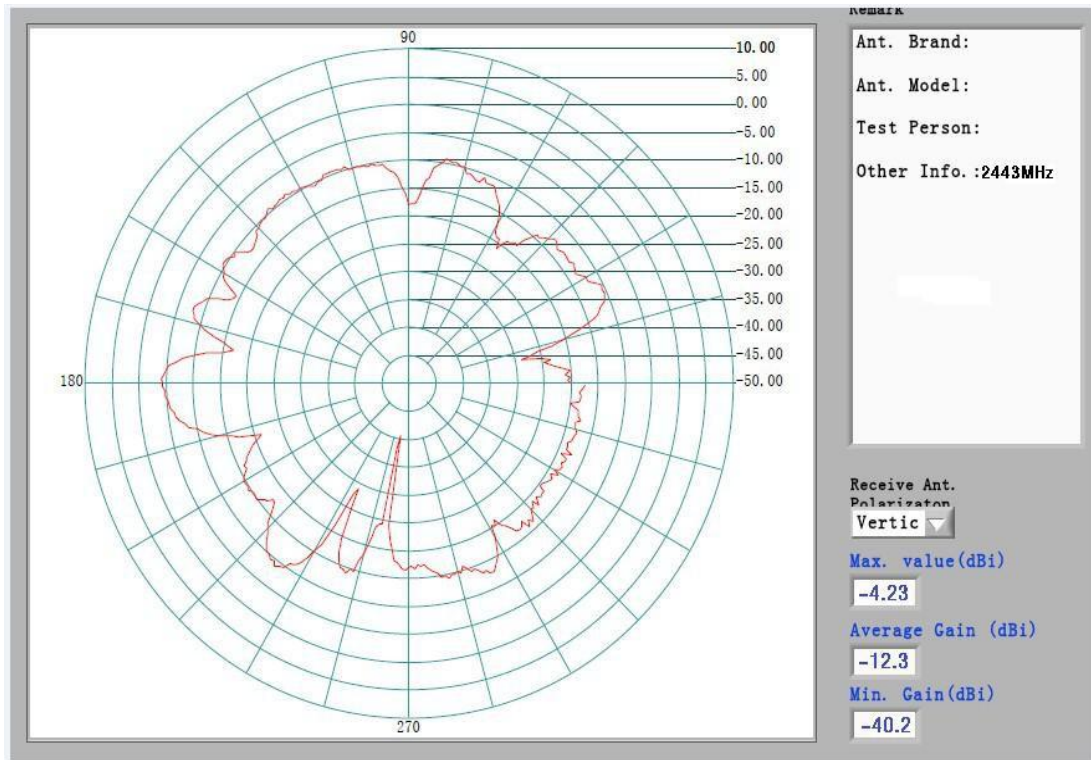 Remark
90
10.00
5.00
0.00
-5.00
-10.00
-15.00
-20.00
-25.00
-30.00
-35.00
-40.00
-45.00
-50.00
180
270
Ant. Brand:
Ant. Model:
Test Person:
Other Info.:2443MHz
Receive Ant.
Polarizaton
Vertic
Max. value(dBi)
-4.23
Average Gain (dBi)
-12.3
Min. Gain(dBi)
-40.2